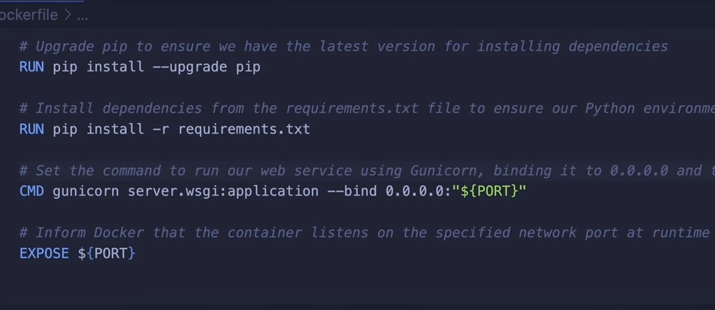 ockerfile > ...
# Upgrade pip to ensure we have the latest version for installing dependencies
RUN pip install --upgrade pip
# Install dependencies from the requirements.txt file to ensure our Python environme
RUN pip install -r requirements.txt
# Set the command to run our web service using Gunicorn, binding it to 0.0.0.0 and t
CMD gunicorn server.wsgi:application --bind 0.0.0.0:"${PORT}"
# Inform Docker that the container listens on the specified network port at runtime
EXPOSE ${PORT}